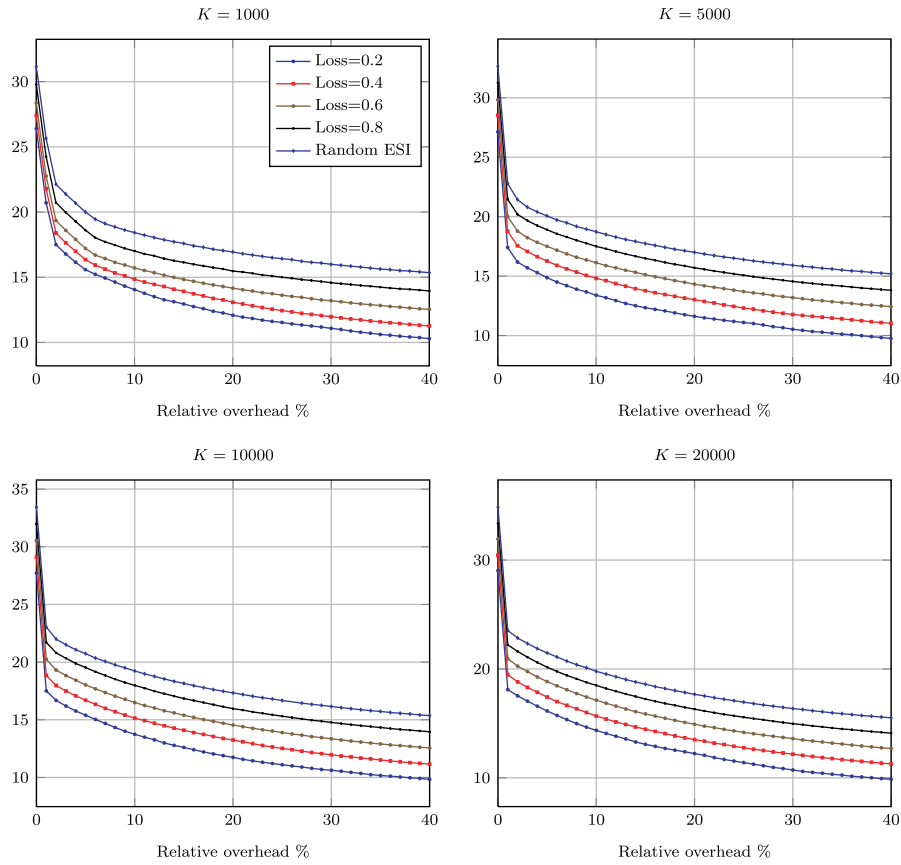 K = 1000
30
25
20
15
10
Loss=0.2
Loss=0.4
Loss=0.6
Loss=0.8
Random ESI
0 10 20 30 40
Relative overhead %
K = 5000
30
25
20
15
10
0 10 20 30 40
Relative overhead %
K = 10000
35
30
25
20
15
10
0 10 20 30 40
Relative overhead %
K = 20000
30
20
10
0 10 20 30 40
Relative overhead %